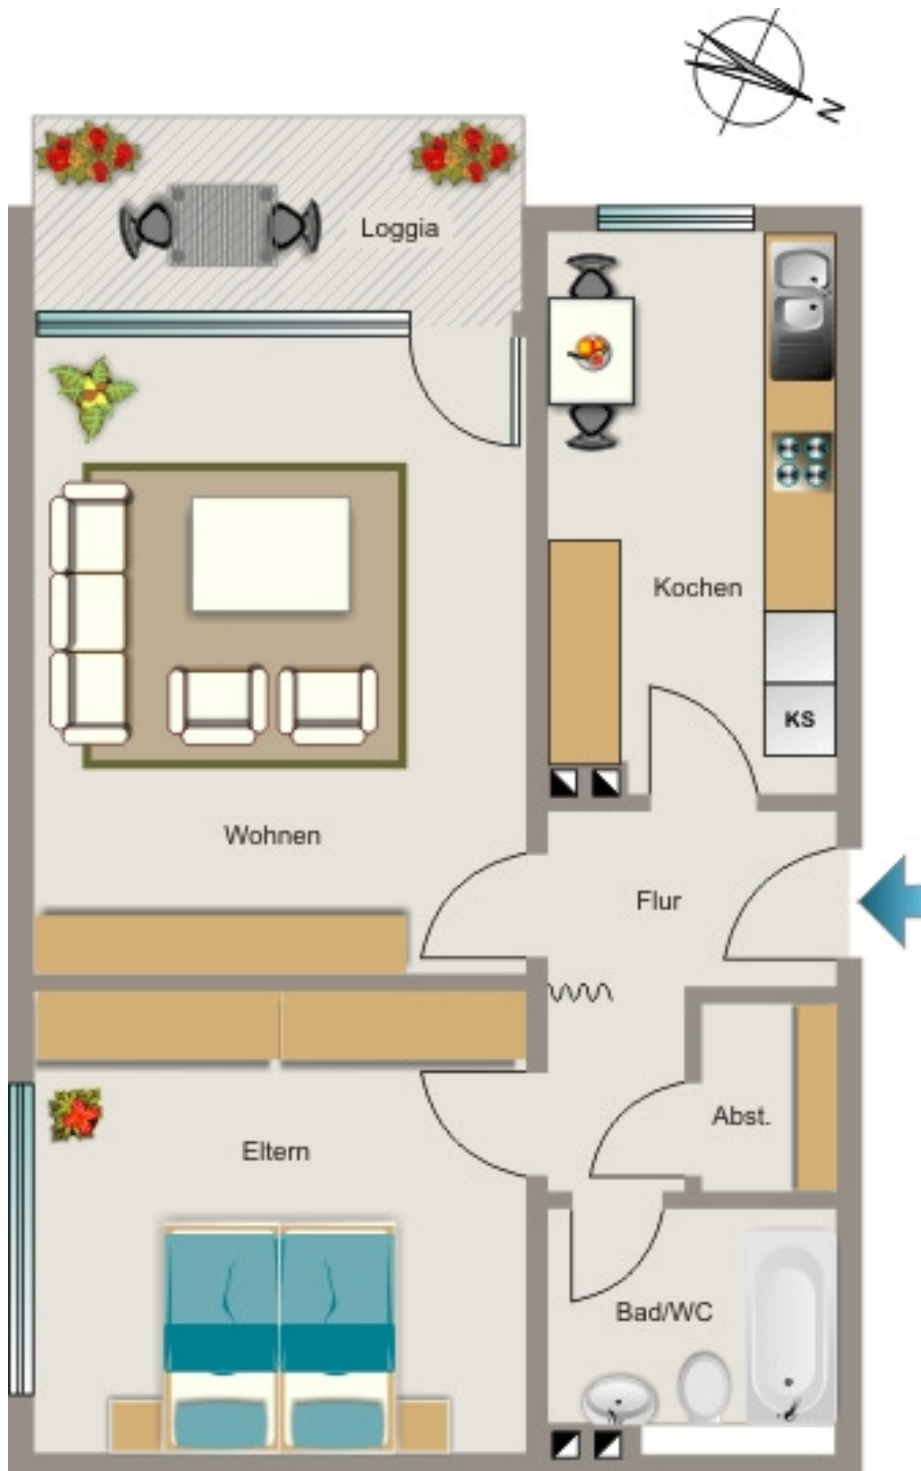 N
Loggia
Kochen
KS
Wohnen
Flur
Abst.
Eltern
Bad/WC